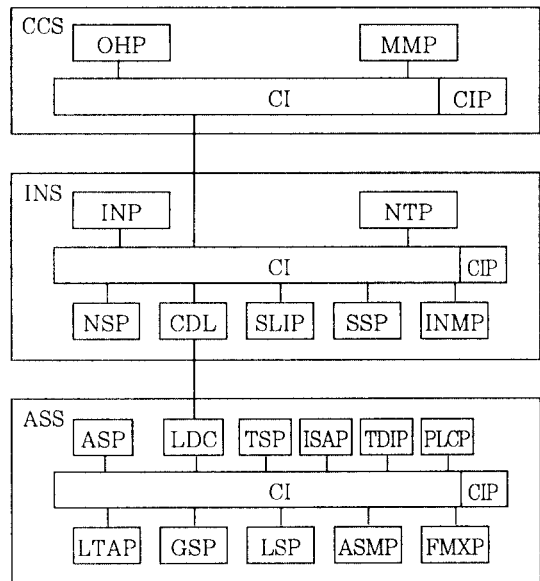 CCS
OHP MMP
CI CIP
INS
INP NTP
CI CIP
NSP CDL SLIP SSP INMP
ASS
ASP LDC TSP ISAP TDIP PLCP
CI CIP
LTAP GSP LSP ASMP FMXP